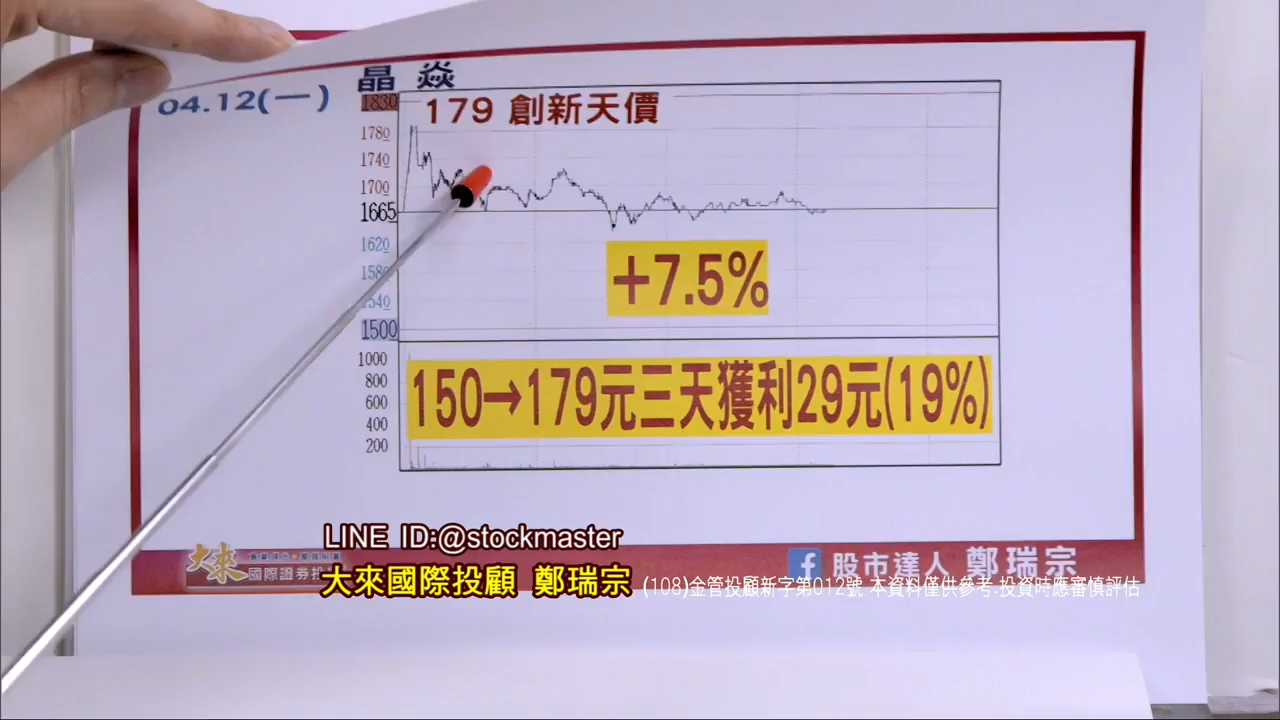 04.12(一)
晶焱
179 創新天價
1830
1780
1740
1700
1665
1620
1580
1540
1500
+7.5%
1000
800
600
400
200
150→179元三天獲利29元(19%)
LINE ID:@stockmaster
大來
國際證券投
f 股市達人 鄭瑞宗
大來國際投顧 鄭瑞宗 (108)金管投顧新字第012號 本資料僅供參考.投資時應審慎評估